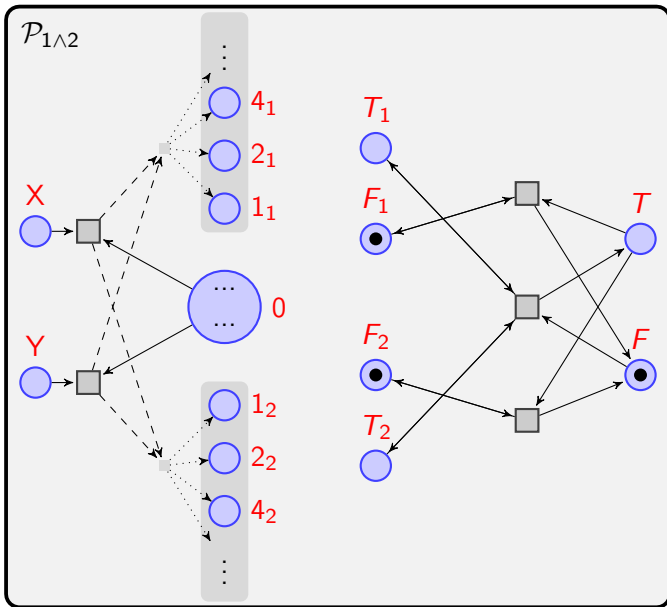 𝒫₁∧₂
⋮
4₁
2₁
1₁
X
Y
...
...
0
1₂
2₂
4₂
⋮
T₁
F₁
F₂
T₂
T
F